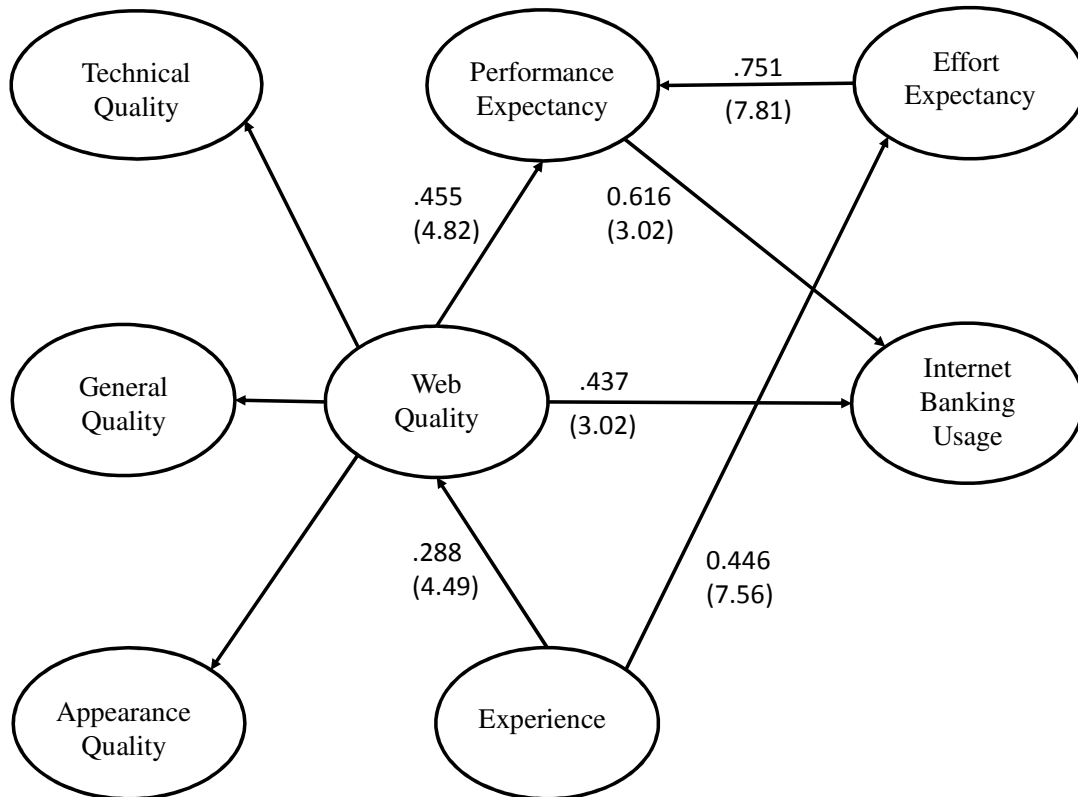 Technical
Quality
Performance
Expectancy
.751
(7.81)
Effort
Expectancy
.455
(4.82)
0.616
(3.02)
General
Quality
Web
Quality
.437
(3.02)
Internet
Banking
Usage
.288
(4.49)
0.446
(7.56)
Appearance
Quality
Experience